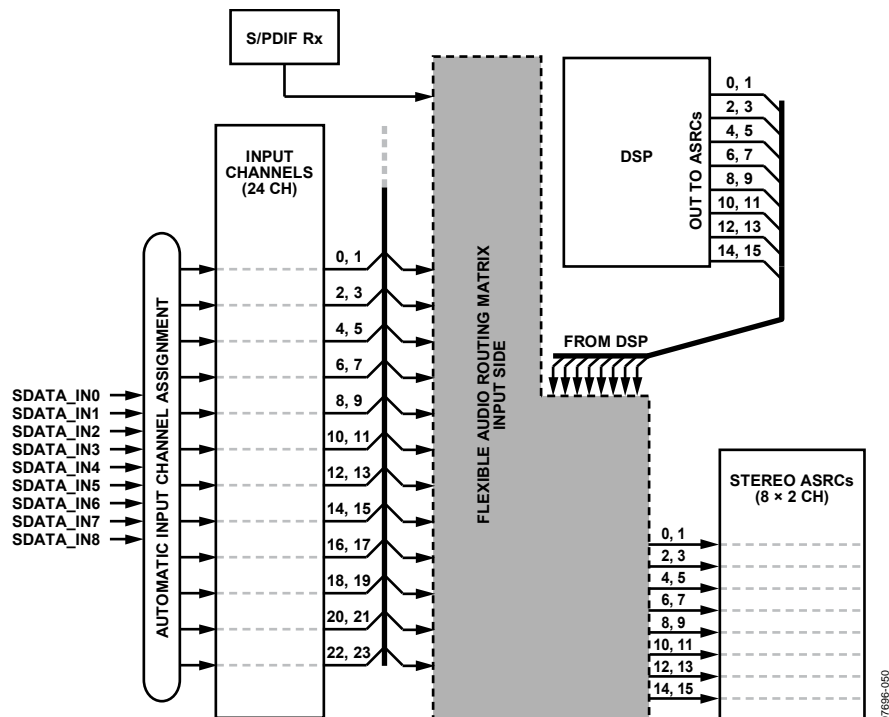 S/PDIF Rx
INPUT
CHANNELS
(24 CH)
DSP
OUT TO ASRCs
0, 1
2, 3
4, 5
6, 7
8, 9
10, 11
12, 13
14, 15
FROM DSP
FLEXIBLE AUDIO ROUTING MATRIX
INPUT SIDE
AUTOMATIC INPUT CHANNEL ASSIGNMENT
SDATA_IN0
SDATA_IN1
SDATA_IN2
SDATA_IN3
SDATA_IN4
SDATA_IN5
SDATA_IN6
SDATA_IN7
SDATA_IN8
0, 1
2, 3
4, 5
6, 7
8, 9
10, 11
12, 13
14, 15
16, 17
18, 19
20, 21
22, 23
STEREO ASRCs
(8 × 2 CH)
0, 1
2, 3
4, 5
6, 7
8, 9
10, 11
12, 13
14, 15
7696-050